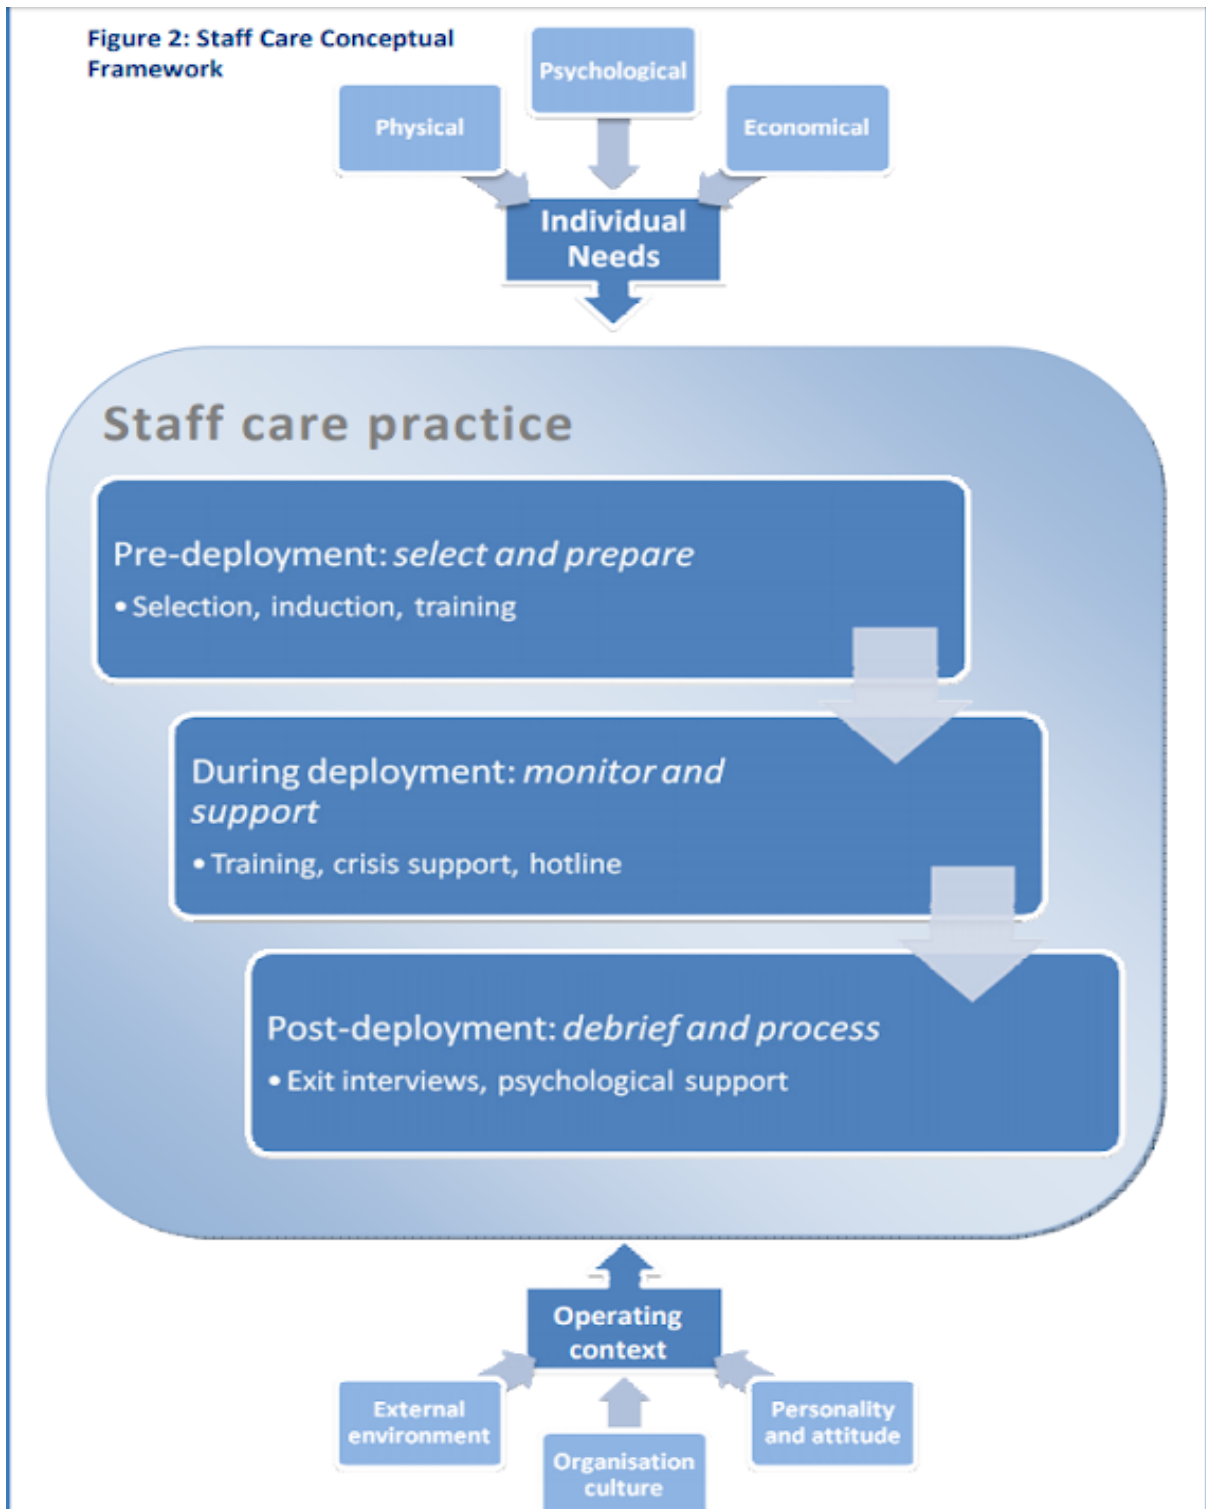 Figure 2: Staff Care Conceptual
Framework
Psychological
Physical
Economical
Individual
Needs
Staff care practice
Pre-deployment: select and prepare
• Selection, induction, training
During deployment: monitor and
support
• Training, crisis support, hotline
Post-deployment: debrief and process
• Exit interviews, psychological support
Operating
context
External
environment
Organisation
culture
Personality
and attitude